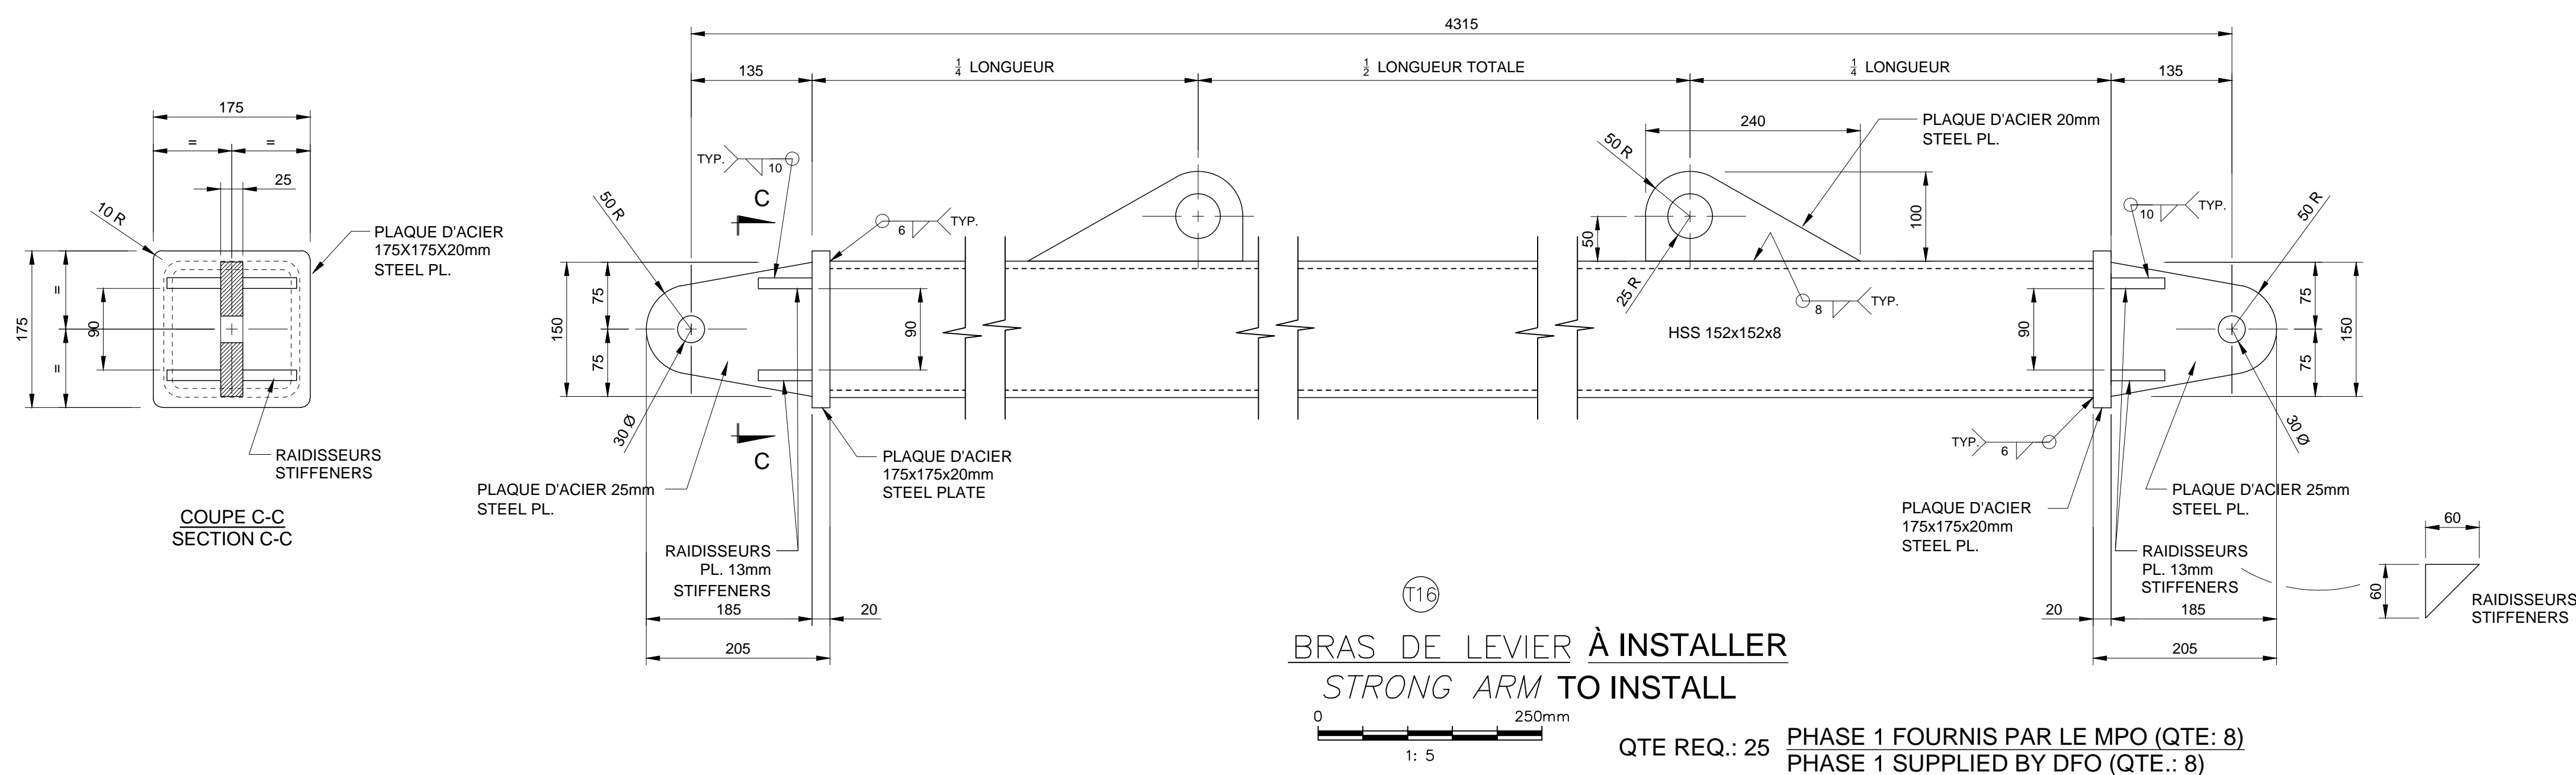 4315
135
1/4 LONGUEUR
1/2 LONGUEUR TOTALE
1/4 LONGUEUR
135
175
=
=
25
10 R
PLAQUE D'ACIER
175X175X20mm
STEEL PL.
175
=
=
90
RAIDISSEURS
STIFFENERS
COUPE C-C
SECTION C-C
TYP.
10
C
50 R
6
TYP.
150
75
75
90
30 Ø
C
PLAQUE D'ACIER 25mm
STEEL PL.
PLAQUE D'ACIER
175x175x20mm
STEEL PLATE
RAIDISSEURS
PL. 13mm
STIFFENERS
185
20
205
240
50 R
PLAQUE D'ACIER 20mm
STEEL PL.
50
100
25 R
8
TYP.
HSS 152x152x8
10
TYP.
50 R
90
75
75
150
30 Ø
TYP.
6
PLAQUE D'ACIER
175x175x20mm
STEEL PL.
PLAQUE D'ACIER 25mm
STEEL PL.
RAIDISSEURS
PL. 13mm
STIFFENERS
20
185
205
60
60
RAIDISSEURS
STIFFENERS
T16
BRAS DE LEVIER À INSTALLER
STRONG ARM TO INSTALL
0
250mm
1: 5
QTE REQ.: 25
PHASE 1 FOURNIS PAR LE MPO (QTE: 8)
PHASE 1 SUPPLIED BY DFO (QTE.: 8)